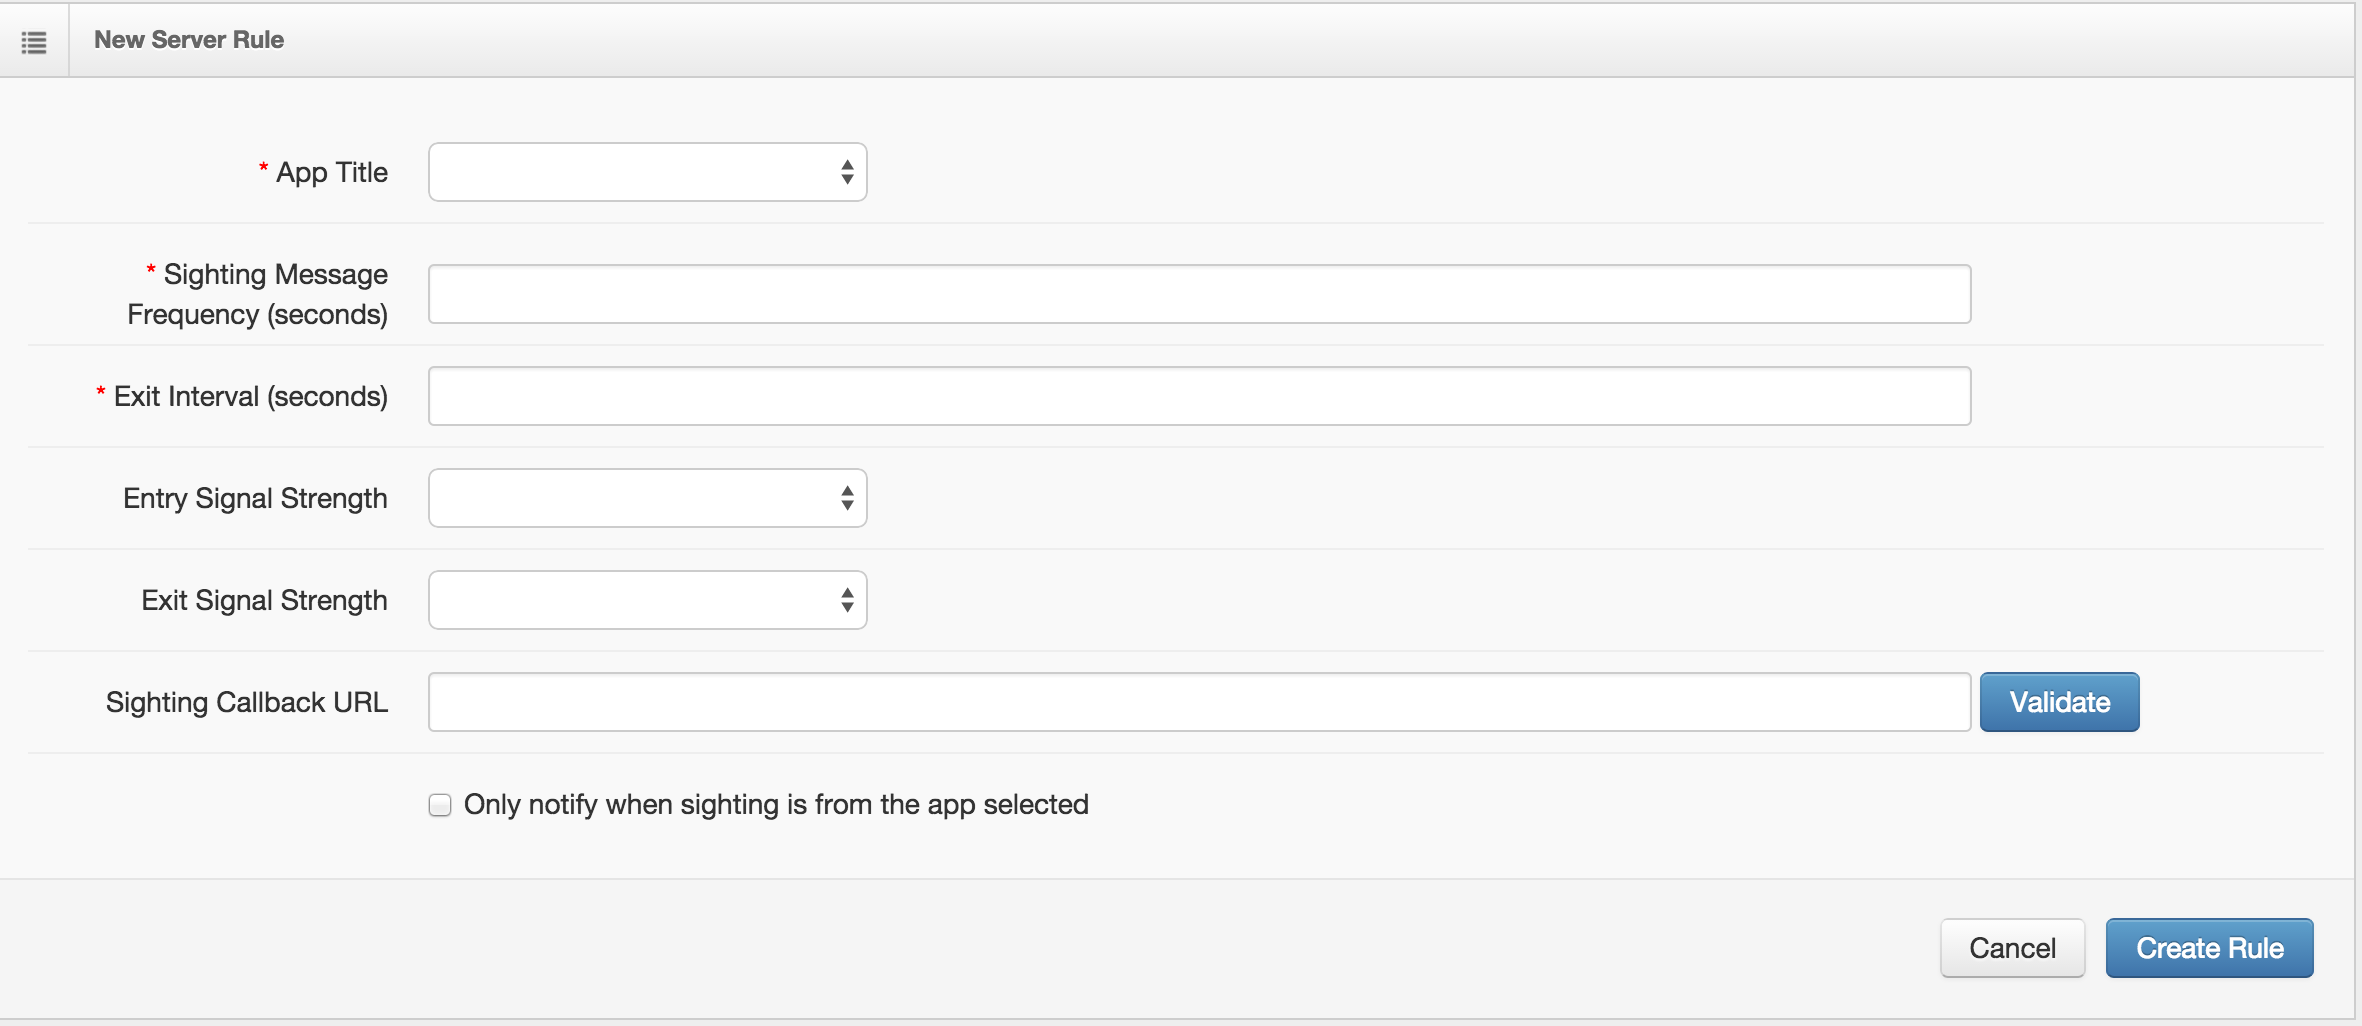 New Server Rule
* App Title
* Sighting Message
Frequency (seconds)
* Exit Interval (seconds)
Entry Signal Strength
Exit Signal Strength
Sighting Callback URL
Validate
Only notify when sighting is from the app selected
Cancel
Create Rule